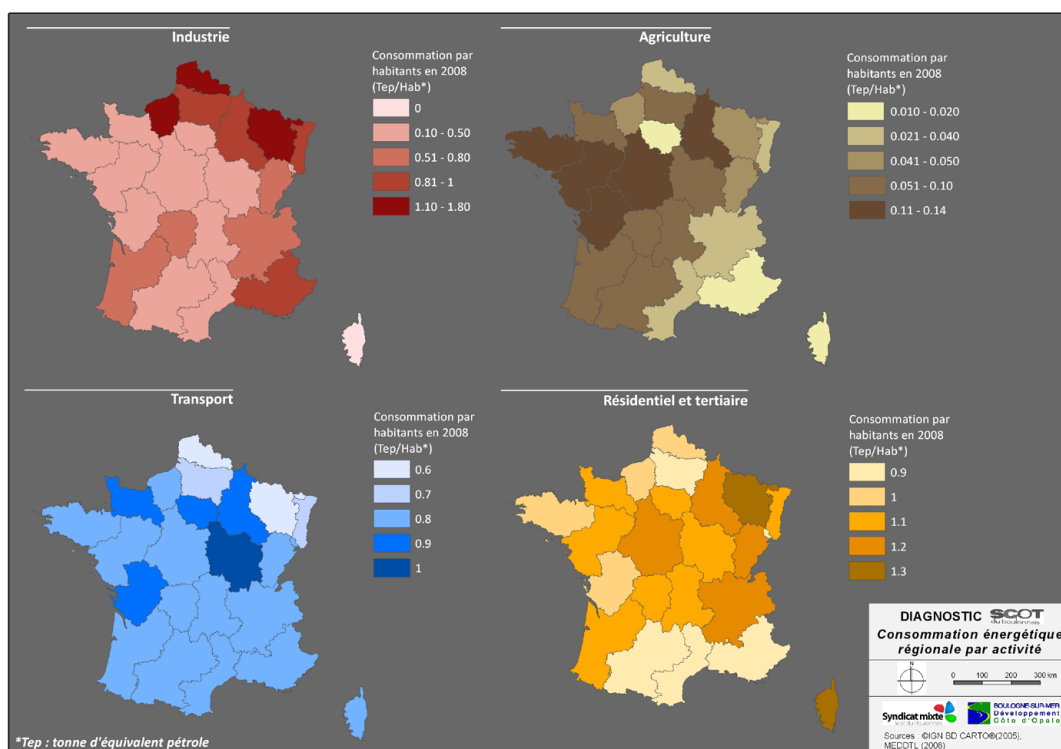 Industrie
Consommation par
habitants en 2008
(Tep/Hab*)
0
0.10 - 0.50
0.51 - 0.80
0.81 - 1
1.10 - 1.80
Agriculture
Consommation par
habitants en 2008
(Tep/Hab*)
0.010 - 0.020
0.021 - 0.040
0.041 - 0.050
0.051 - 0.10
0.11 - 0.14
Transport
Consommation par
habitants en 2008
(Tep/Hab*)
0.6
0.7
0.8
0.9
1
Résidentiel et tertiaire
Consommation par
habitants en 2008
(Tep/Hab*)
0.9
1
1.1
1.2
1.3
DIAGNOSTIC SCOT
du boulonnais
Consommation énergétique
régionale par activité
N
0 100 200 300 km
Syndicat mixte
BOULOGNE-SUR-MER
Développement
Côte d'Opale
Sources : ©IGN BD CARTO®(2005),
MEDDTL (2008)
*Tep : tonne d'équivalent pétrole